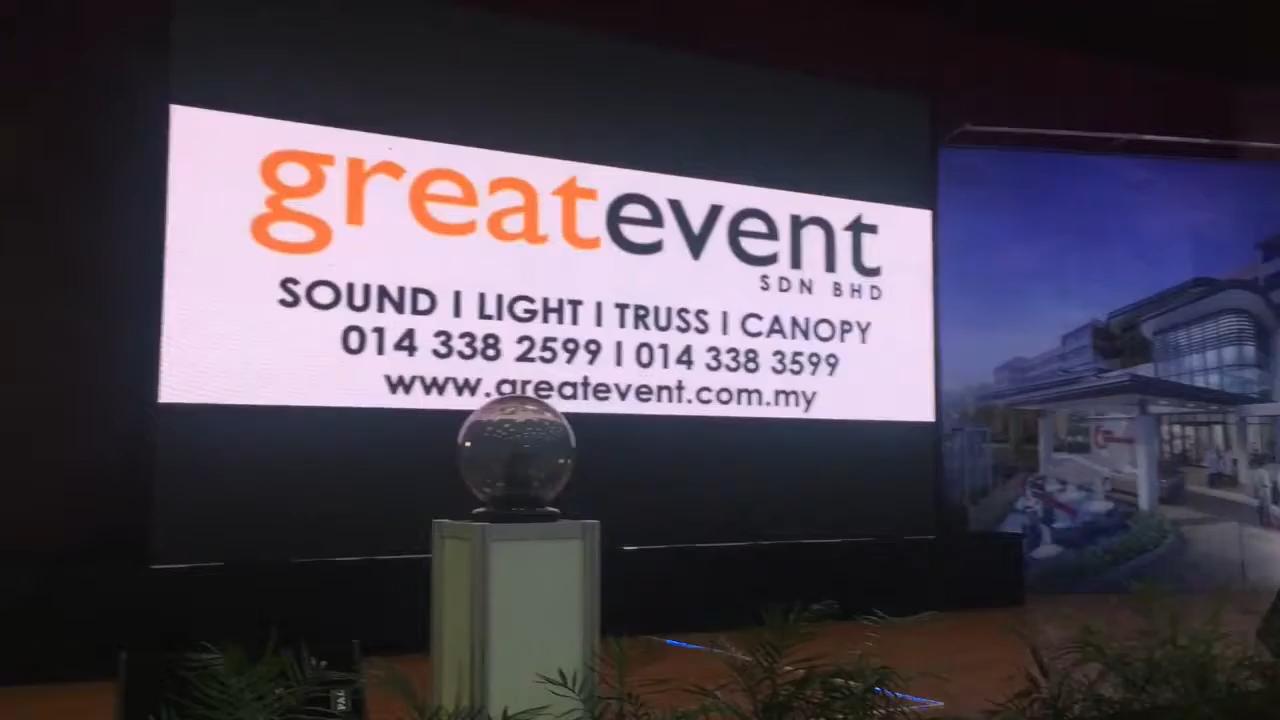 greatevent
SDN BHD
SOUND I LIGHT I TRUSS I CANOPY
014 338 2599 I 014 338 3599
www.greatevent.com.my